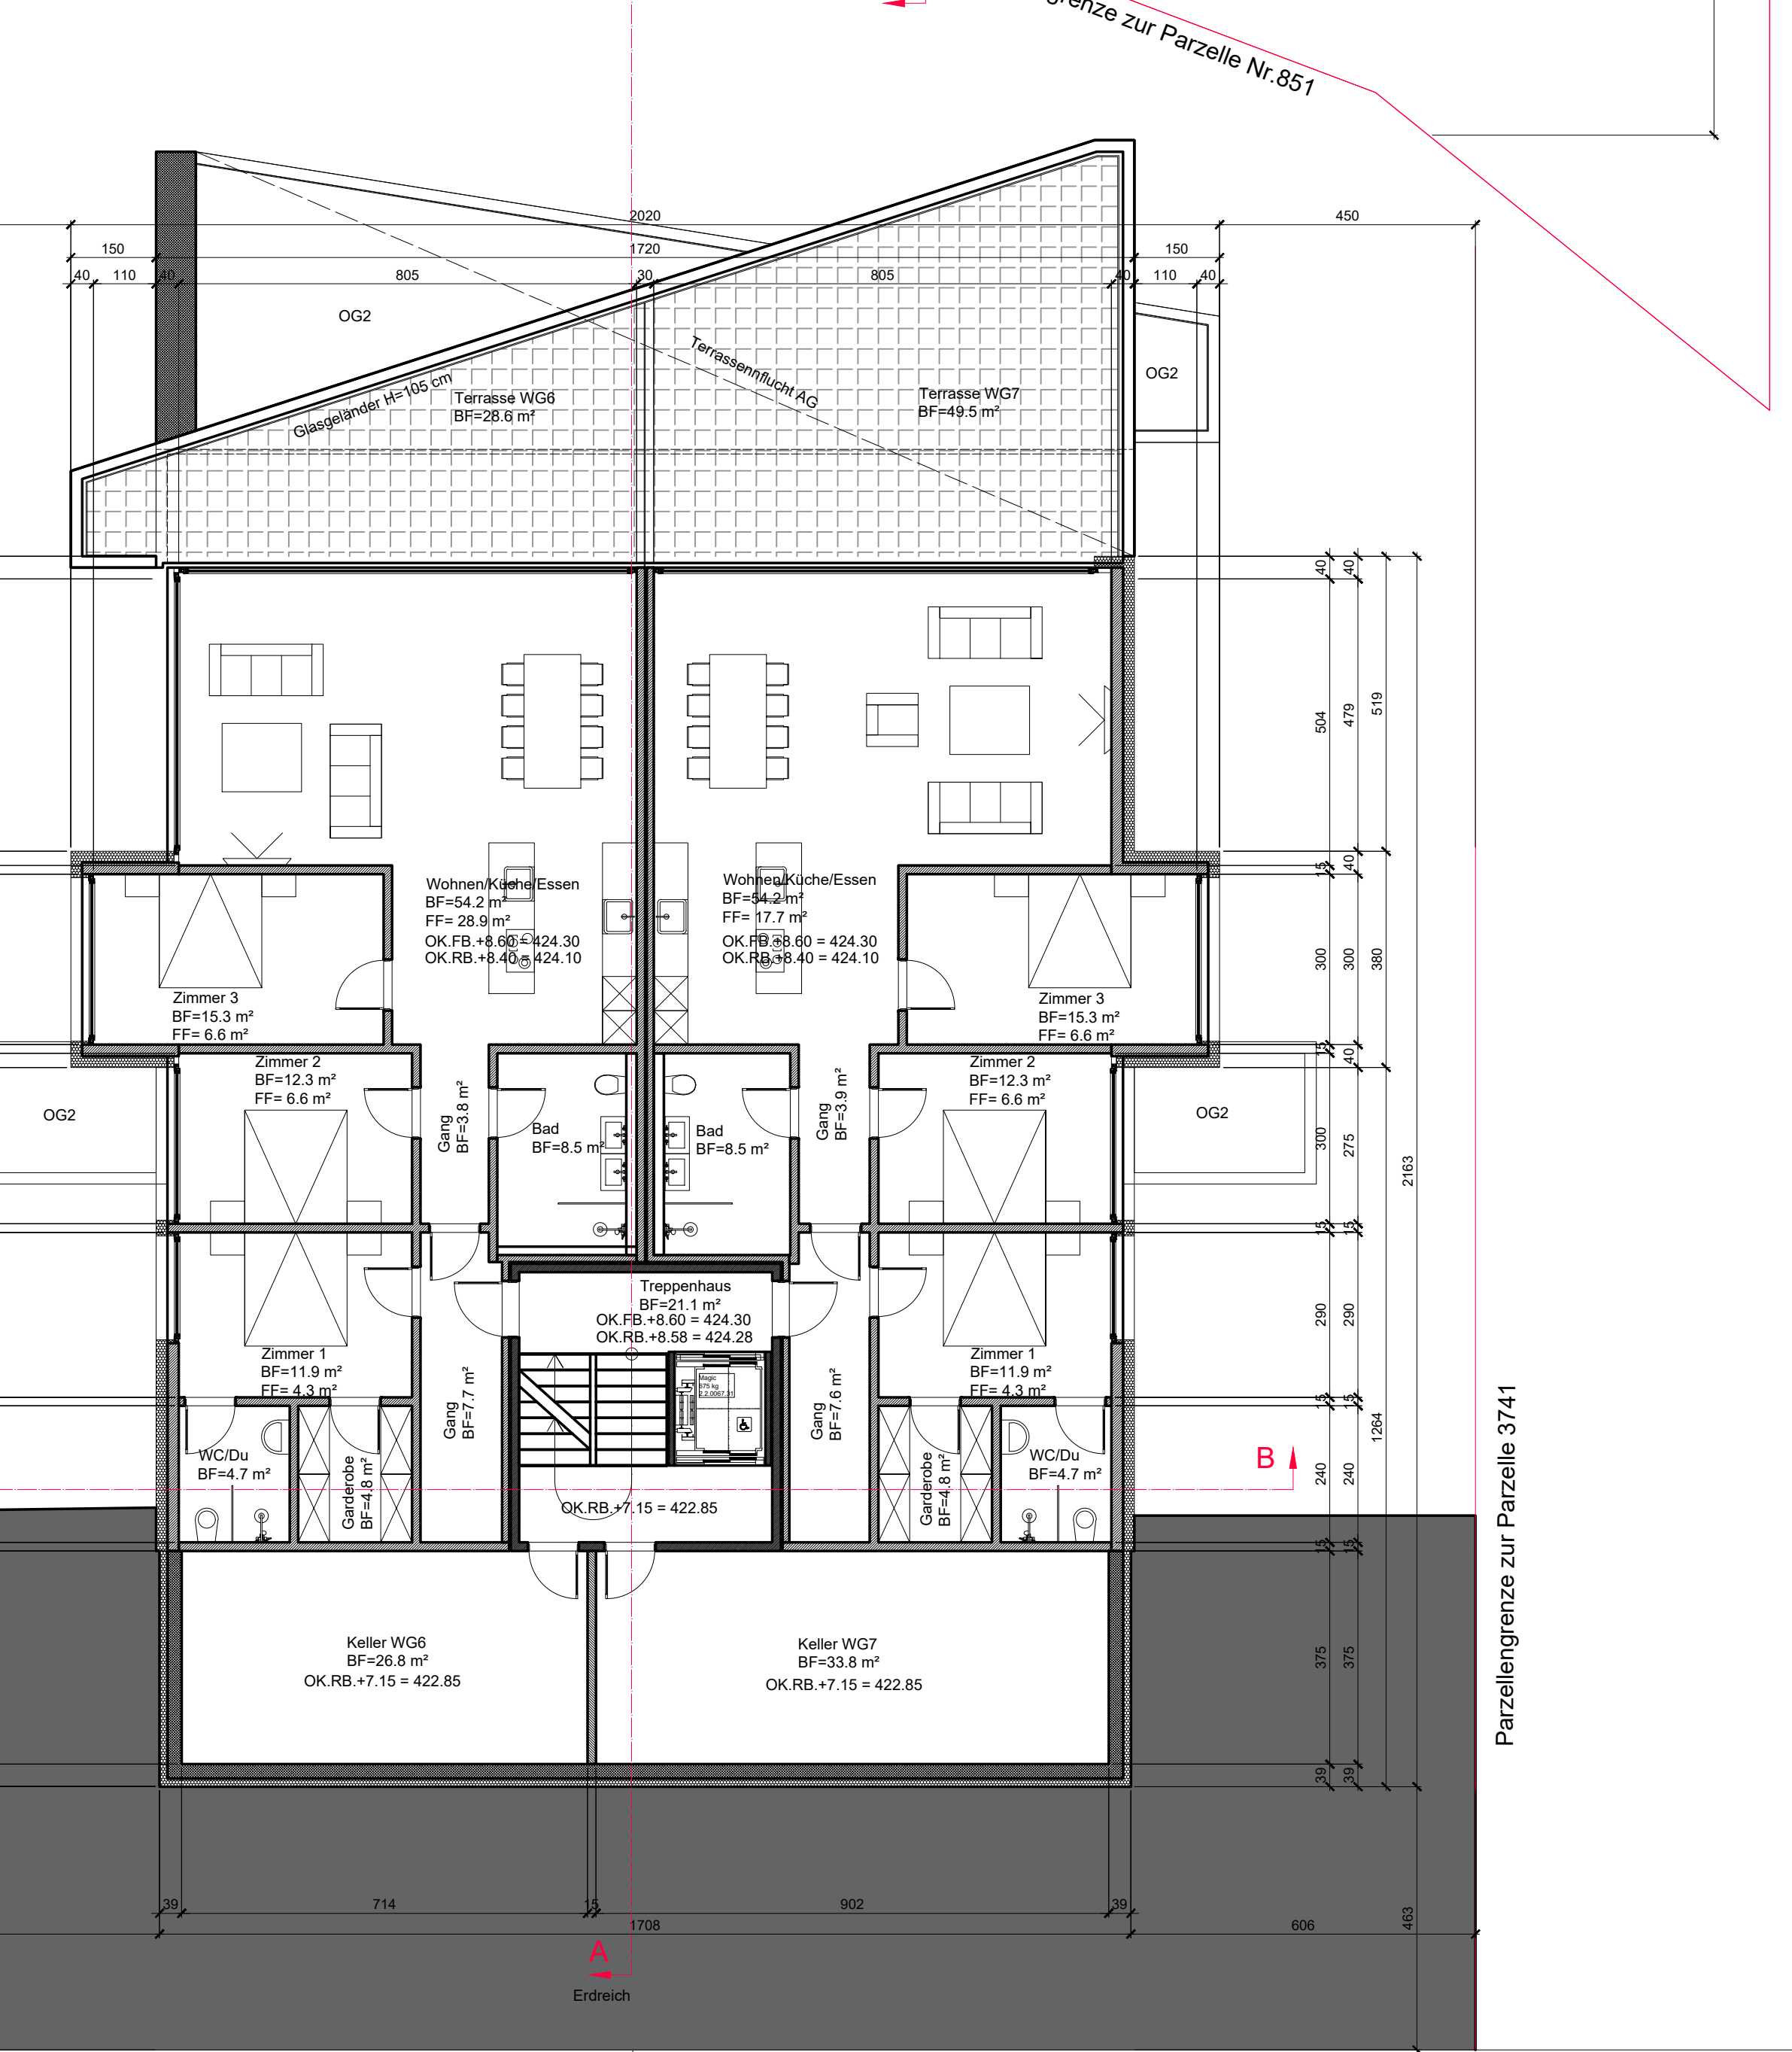 grenze zur Parzelle Nr.851
2020
450
150
1720
150
40
110
40
805
30
805
40
110
40
OG2
Terrassennflucht AG
OG2
Glasgeländer H=105 cm
Terrasse WG6
BF=28.6 m²
Terrasse WG7
BF=49.5 m²
40
40
504
479
519
15
40
Wohnen/Küche/Essen
BF=54.2 m²
FF= 28.9 m²
OK.FB.+8.60 = 424.30
OK.RB.+8.40 = 424.10
Wohnen/Küche/Essen
BF=54.2 m²
FF= 17.7 m²
OK.FB.+8.60 = 424.30
OK.RB.+8.40 = 424.10
300
300
380
Zimmer 3
BF=15.3 m²
FF= 6.6 m²
Zimmer 3
BF=15.3 m²
FF= 6.6 m²
15
40
Zimmer 2
BF=12.3 m²
FF= 6.6 m²
Zimmer 2
BF=12.3 m²
FF= 6.6 m²
OG2
Gang
BF=3.8 m²
Bad
BF=8.5 m²
Bad
BF=8.5 m²
Gang
BF=3.9 m²
OG2
300
275
2163
15
15
Treppenhaus
BF=21.1 m²
OK.FB.+8.60 = 424.30
OK.RB.+8.58 = 424.28
290
290
Zimmer 1
BF=11.9 m²
FF= 4.3 m²
Zimmer 1
BF=11.9 m²
FF= 4.3 m²
Magic
675 kg
Gang
BF=7.7 m²
Gang
BF=7.6 m²
15
15
1264
WC/Du
BF=4.7 m²
Garderobe
BF=4.8 m²
Garderobe
BF=4.8 m²
WC/Du
BF=4.7 m²
B
240
240
OK.RB.+7.15 = 422.85
15
15
Parzellengrenze zur Parzelle 3741
Keller WG6
BF=26.8 m²
OK.RB.+7.15 = 422.85
Keller WG7
BF=33.8 m²
OK.RB.+7.15 = 422.85
375
375
39
39
39
714
15
902
39
1708
606
463
A
Erdreich